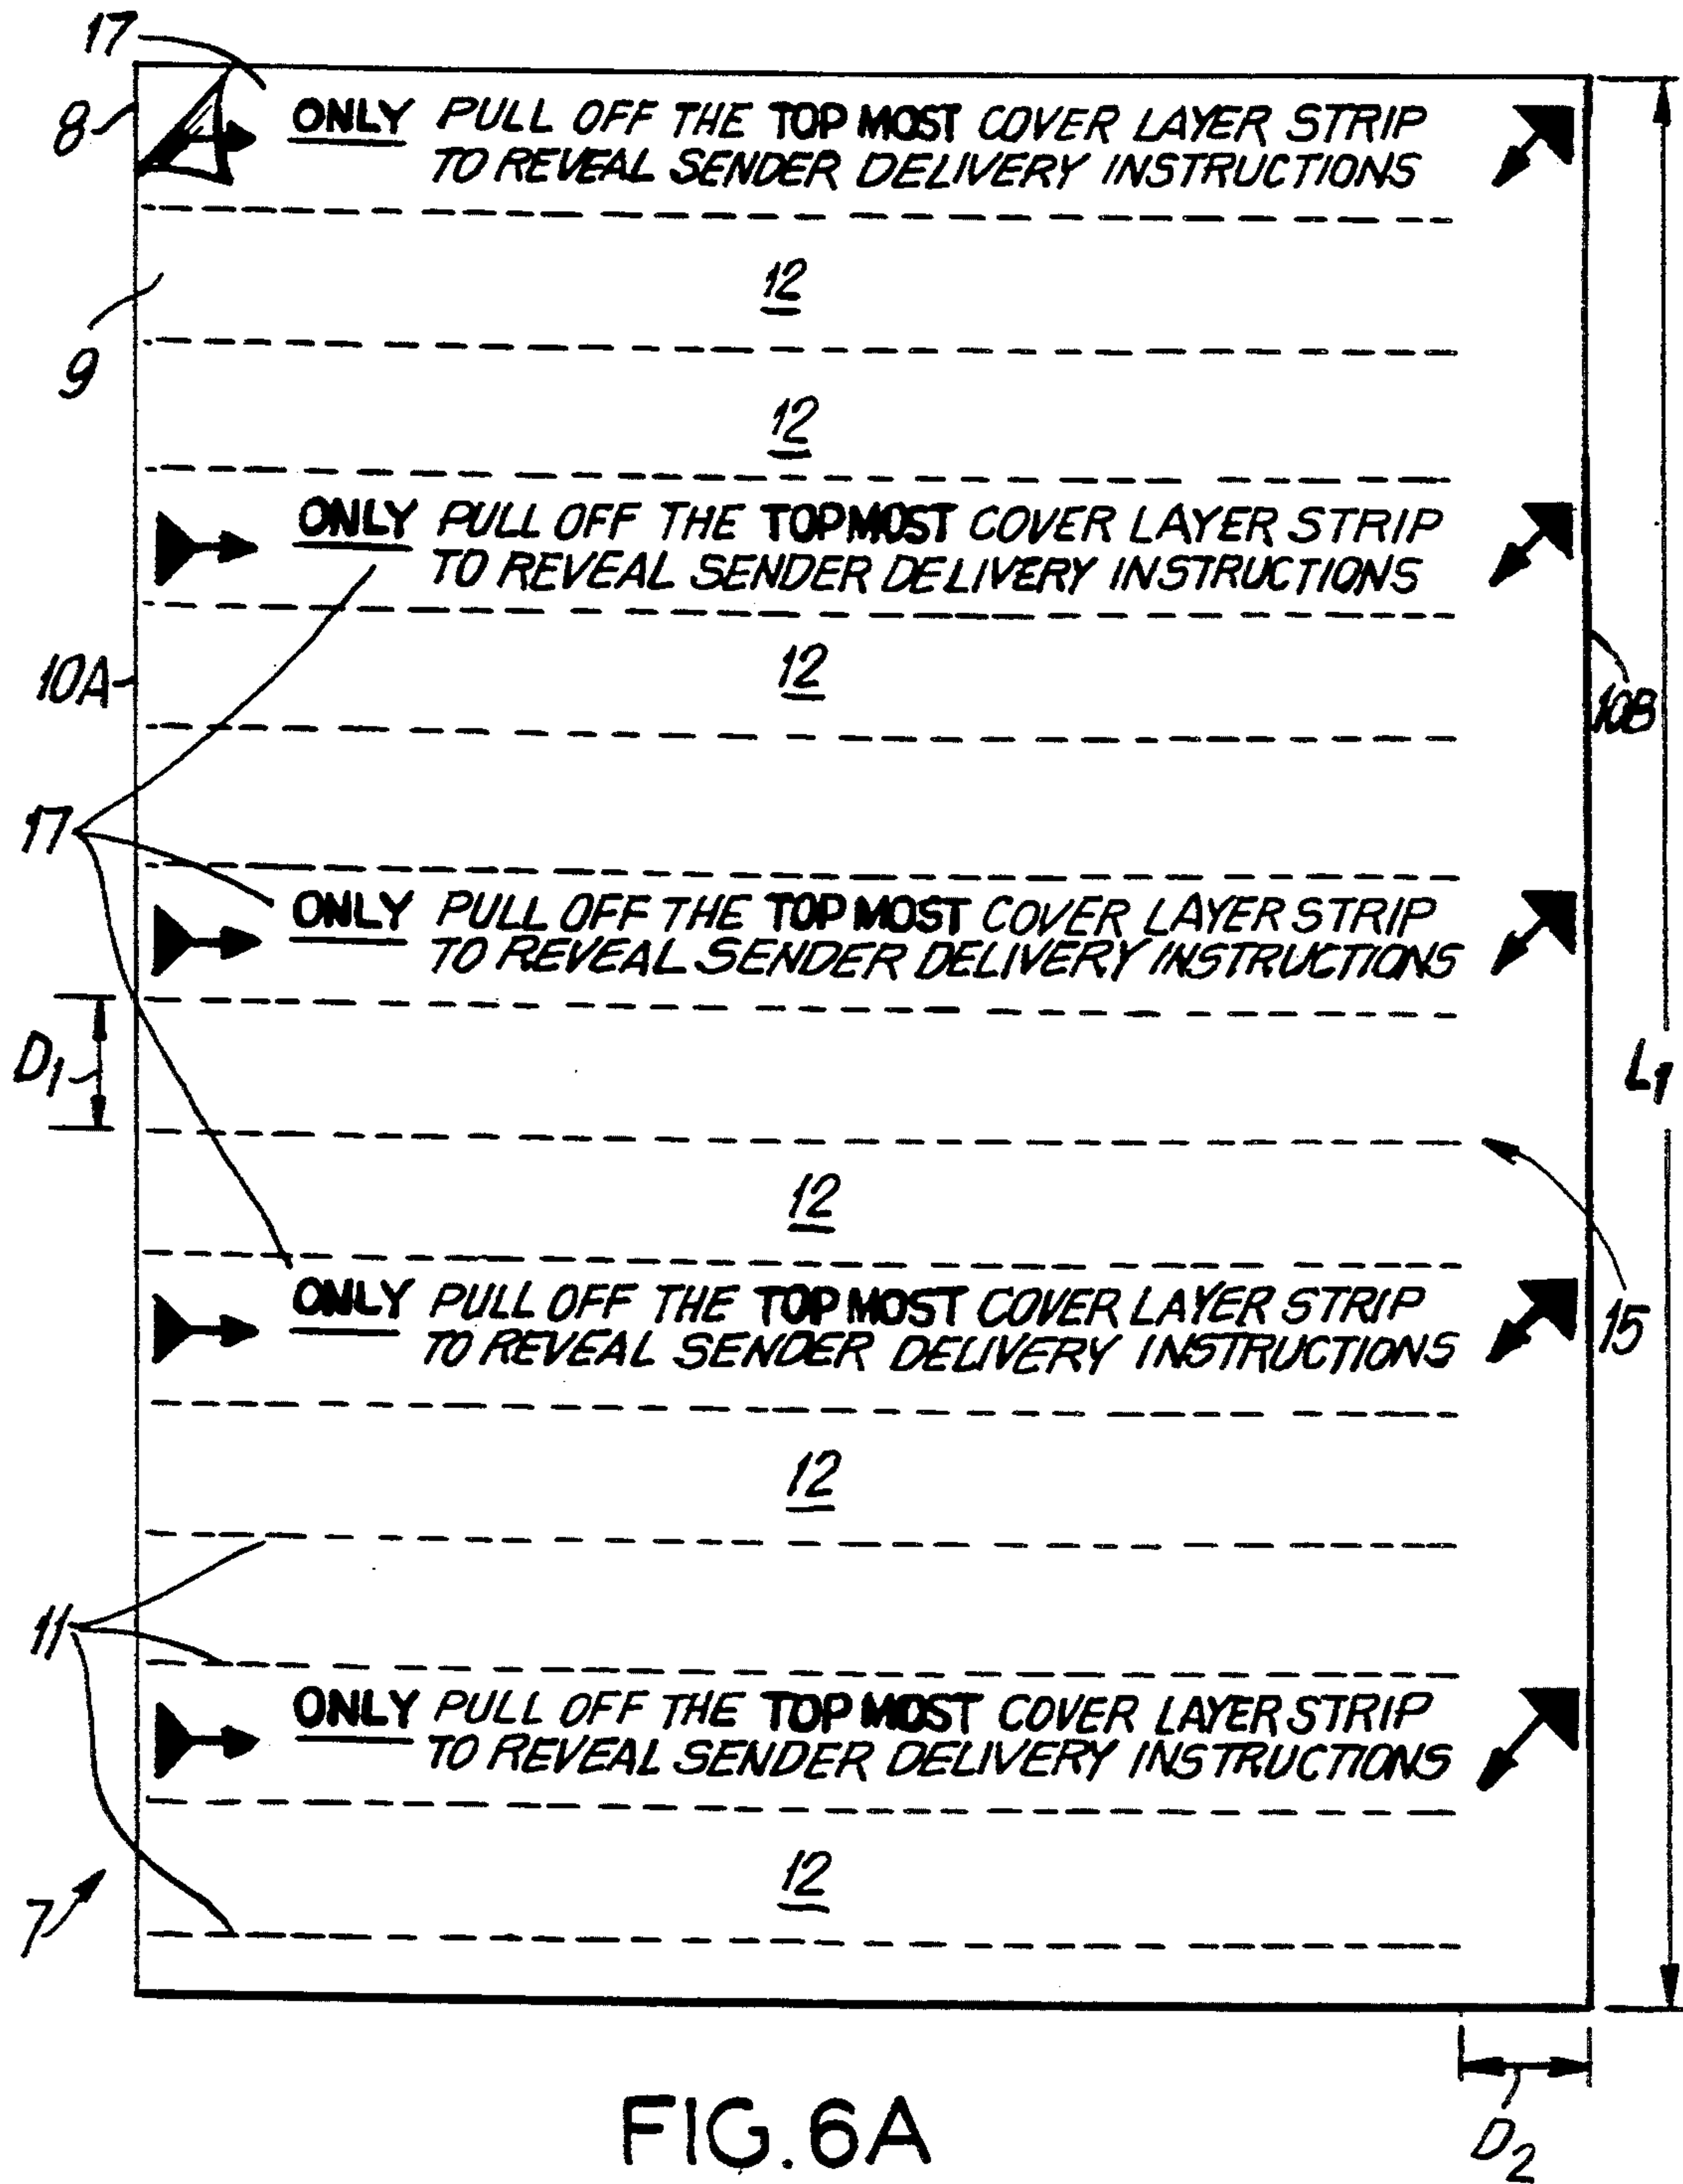 17
8
ONLY PULL OFF THE TOP MOST COVER LAYER STRIP
TO REVEAL SENDER DELIVERY INSTRUCTIONS
12
9
12
ONLY PULL OFF THE TOP MOST COVER LAYER STRIP
TO REVEAL SENDER DELIVERY INSTRUCTIONS
12
10A
10B
17
ONLY PULL OFF THE TOP MOST COVER LAYER STRIP
TO REVEAL SENDER DELIVERY INSTRUCTIONS
D1
L1
12
ONLY PULL OFF THE TOP MOST COVER LAYER STRIP
TO REVEAL SENDER DELIVERY INSTRUCTIONS
15
12
11
ONLY PULL OFF THE TOP MOST COVER LAYER STRIP
TO REVEAL SENDER DELIVERY INSTRUCTIONS
12
7
D2
FIG. 6A